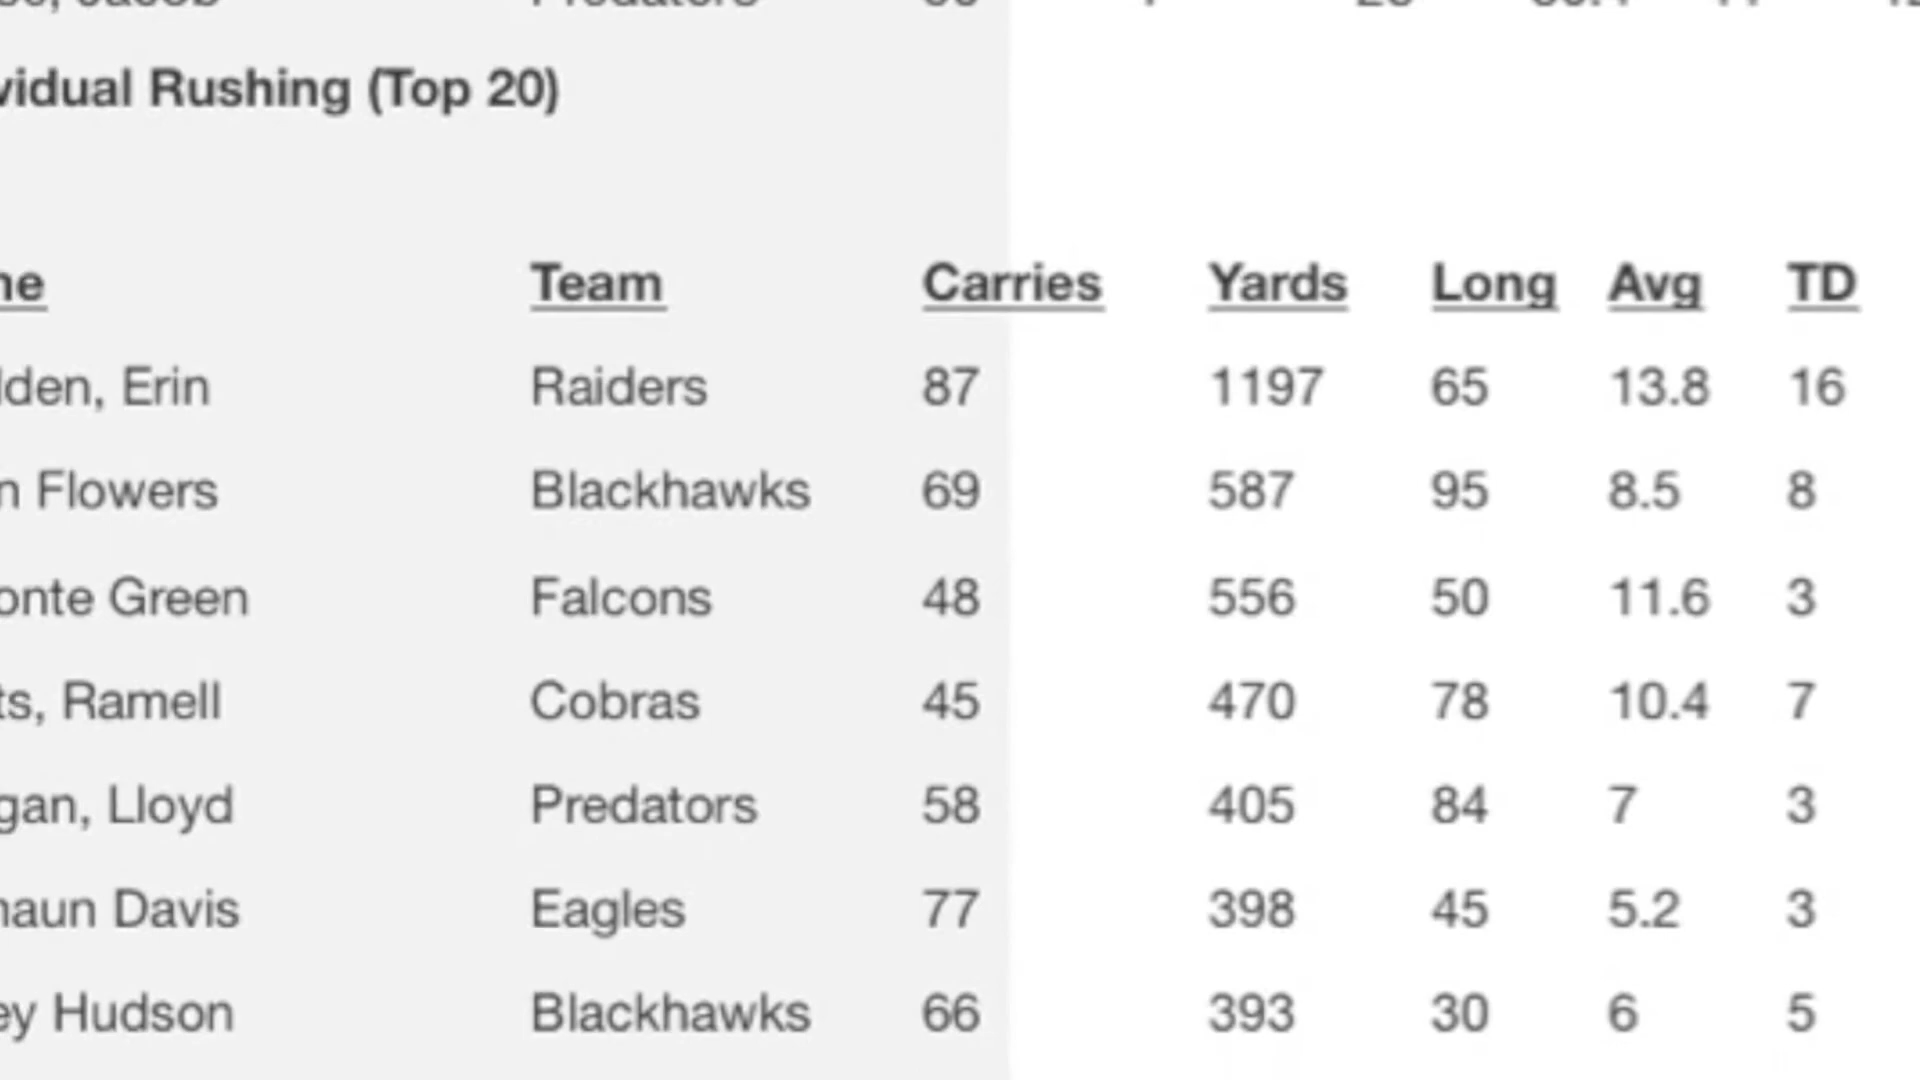 vidual Rushing (Top 20)
Team Carries Yards Long Avg TD
lden, Erin Raiders 87 1197 65 13.8 16
n Flowers Blackhawks 69 587 95 8.5 8
onte Green Falcons 48 556 50 11.6 3
ts, Ramell Cobras 45 470 78 10.4 7
gan, Lloyd Predators 58 405 84 7 3
haun Davis Eagles 77 398 45 5.2 3
ey Hudson Blackhawks 66 393 30 6 5